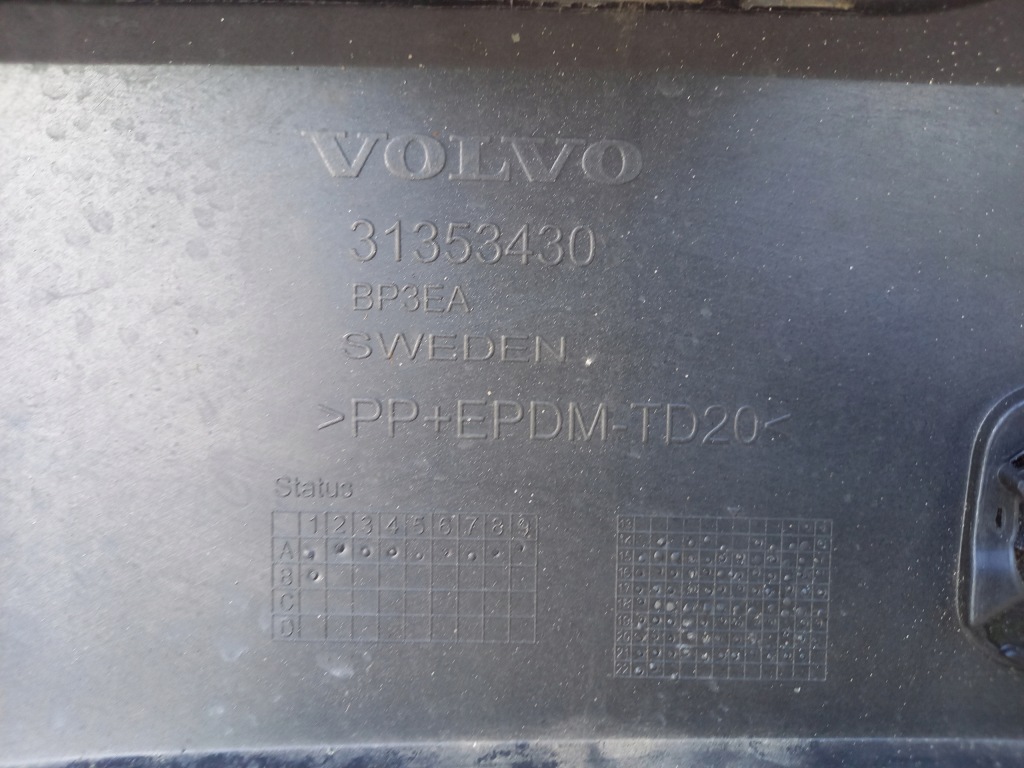 VOLVO
31353430
BP3EA
SWEDEN
>PP+EPDM-TD20<
Status
1 2 3 4 5 6 7 8 9
A
B
C
D